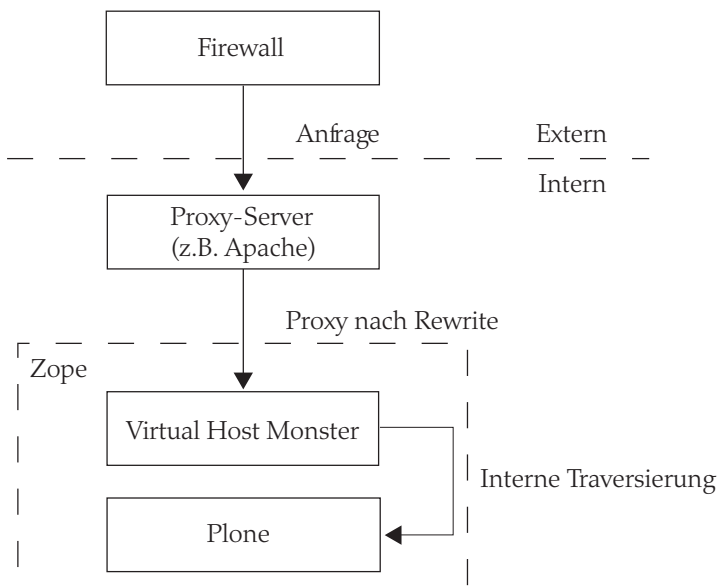 Firewall
Anfrage
Extern
Intern
Proxy-Server
(z.B. Apache)
Proxy nach Rewrite
Zope
Virtual Host Monster
Interne Traversierung
Plone